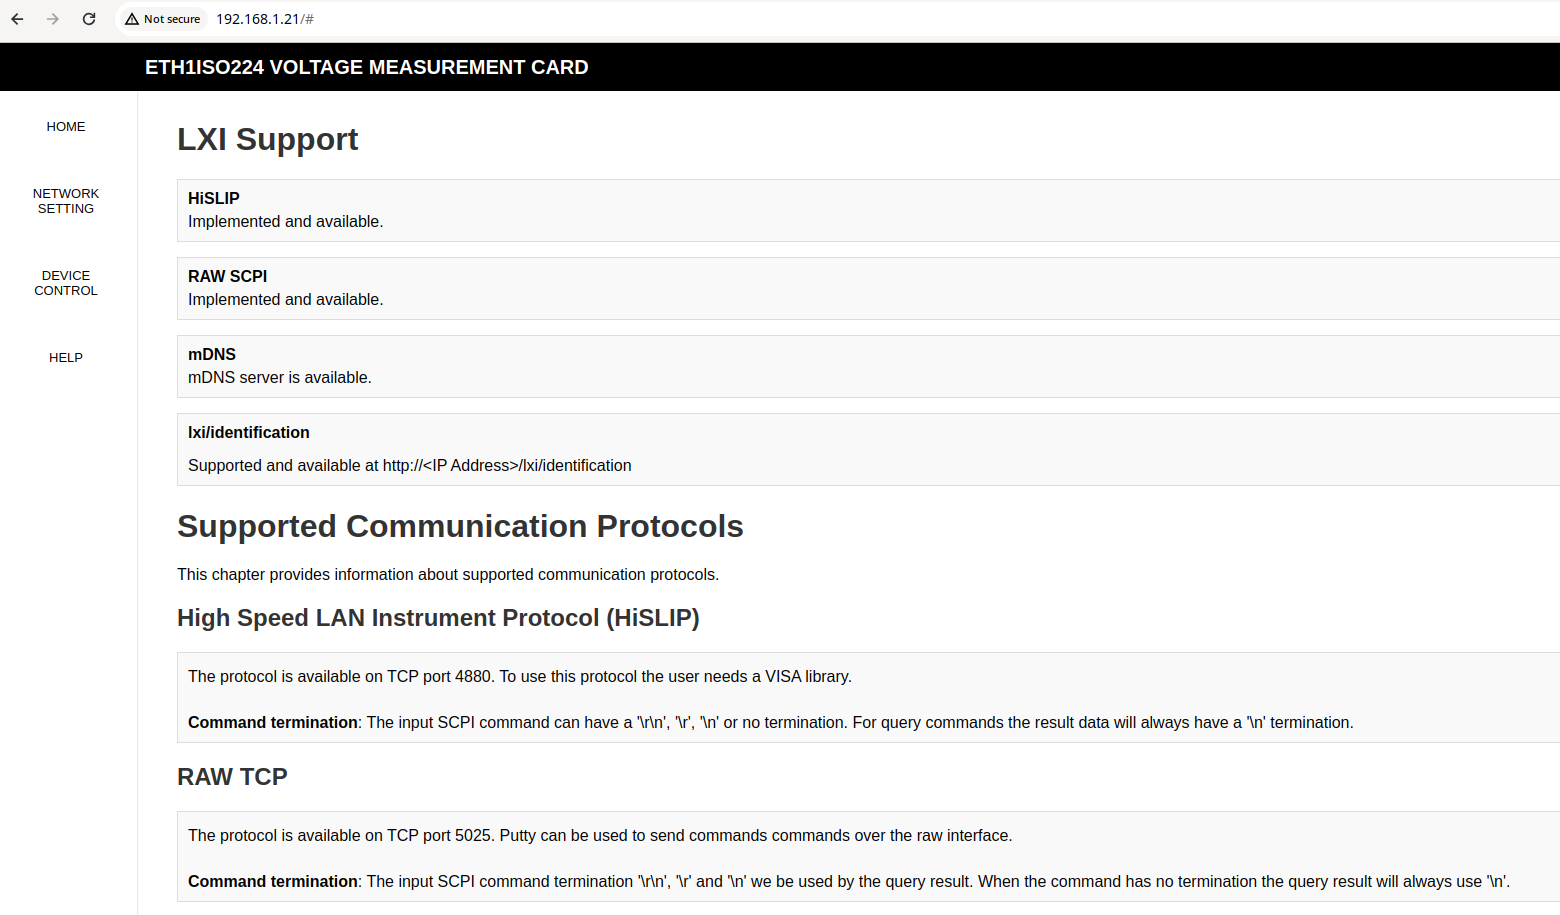 Not secure 192.168.1.21/#
ETH1ISO224 VOLTAGE MEASUREMENT CARD
HOME
NETWORK
SETTING
DEVICE
CONTROL
HELP
LXI Support
HiSLIP
Implemented and available.
RAW SCPI
Implemented and available.
mDNS
mDNS server is available.
lxi/identification
Supported and available at http://<IP Address>/lxi/identification
Supported Communication Protocols
This chapter provides information about supported communication protocols.
High Speed LAN Instrument Protocol (HiSLIP)
The protocol is available on TCP port 4880. To use this protocol the user needs a VISA library.
Command termination: The input SCPI command can have a '\r\n', '\r', '\n' or no termination. For query commands the result data will always have a '\n' termination.
RAW TCP
The protocol is available on TCP port 5025. Putty can be used to send commands commands over the raw interface.
Command termination: The input SCPI command termination '\r\n', '\r' and '\n' we be used by the query result. When the command has no termination the query result will always use '\n'.